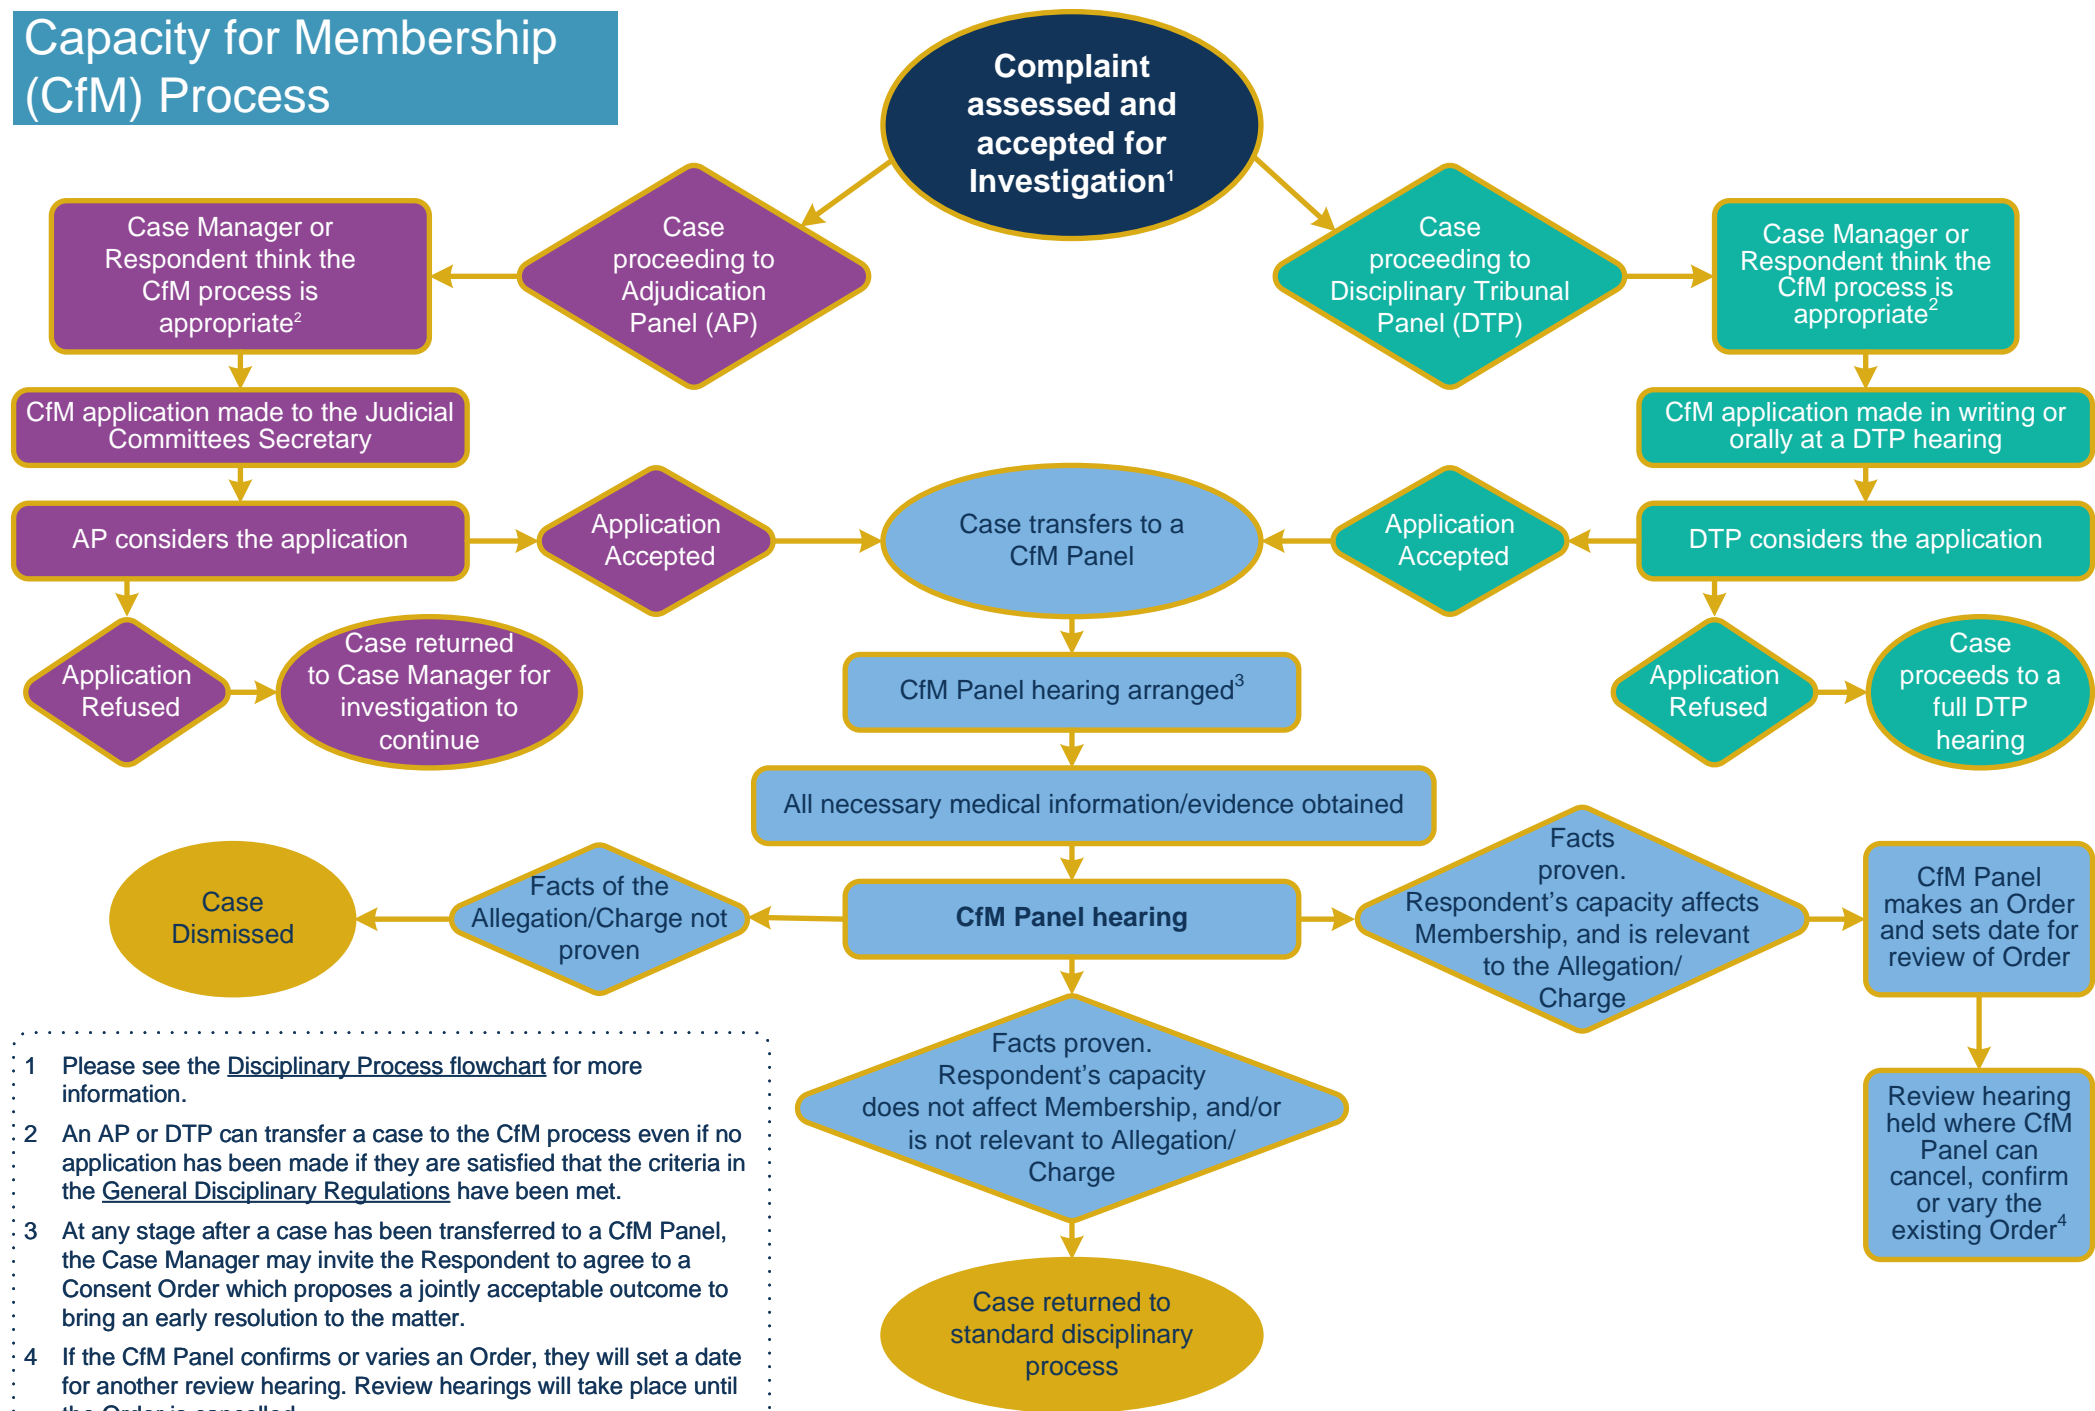 Capacity for Membership
(CfM) Process
Complaint
assessed and
accepted for
Investigation¹
Case
proceeding to
Adjudication
Panel (AP)
Case
proceeding to
Disciplinary Tribunal
Panel (DTP)
Case Manager or
Respondent think the
CfM process is
appropriate²
Case Manager or
Respondent think the
CfM process is
appropriate²
CfM application made to the Judicial
Committees Secretary
CfM application made in writing or
orally at a DTP hearing
AP considers the application
Application
Accepted
Case transfers to a
CfM Panel
Application
Accepted
DTP considers the application
Application
Refused
Case returned
to Case Manager for
investigation to
continue
CfM Panel hearing arranged³
Application
Refused
Case
proceeds to a
full DTP
hearing
All necessary medical information/evidence obtained
Case
Dismissed
Facts of the
Allegation/Charge not
proven
CfM Panel hearing
Facts
proven.
Respondent’s capacity affects
Membership, and is relevant
to the Allegation/
Charge
CfM Panel
makes an Order
and sets date for
review of Order
Facts proven.
Respondent’s capacity
does not affect Membership, and/or
is not relevant to Allegation/
Charge
Review hearing
held where CfM
Panel can
cancel, confirm
or vary the
existing Order⁴
Case returned to
standard disciplinary
process
1 Please see the Disciplinary Process flowchart for more
information.
2 An AP or DTP can transfer a case to the CfM process even if no
application has been made if they are satisfied that the criteria in
the General Disciplinary Regulations have been met.
3 At any stage after a case has been transferred to a CfM Panel,
the Case Manager may invite the Respondent to agree to a
Consent Order which proposes a jointly acceptable outcome to
bring an early resolution to the matter.
4 If the CfM Panel confirms or varies an Order, they will set a date
for another review hearing. Review hearings will take place until
the Order is cancelled